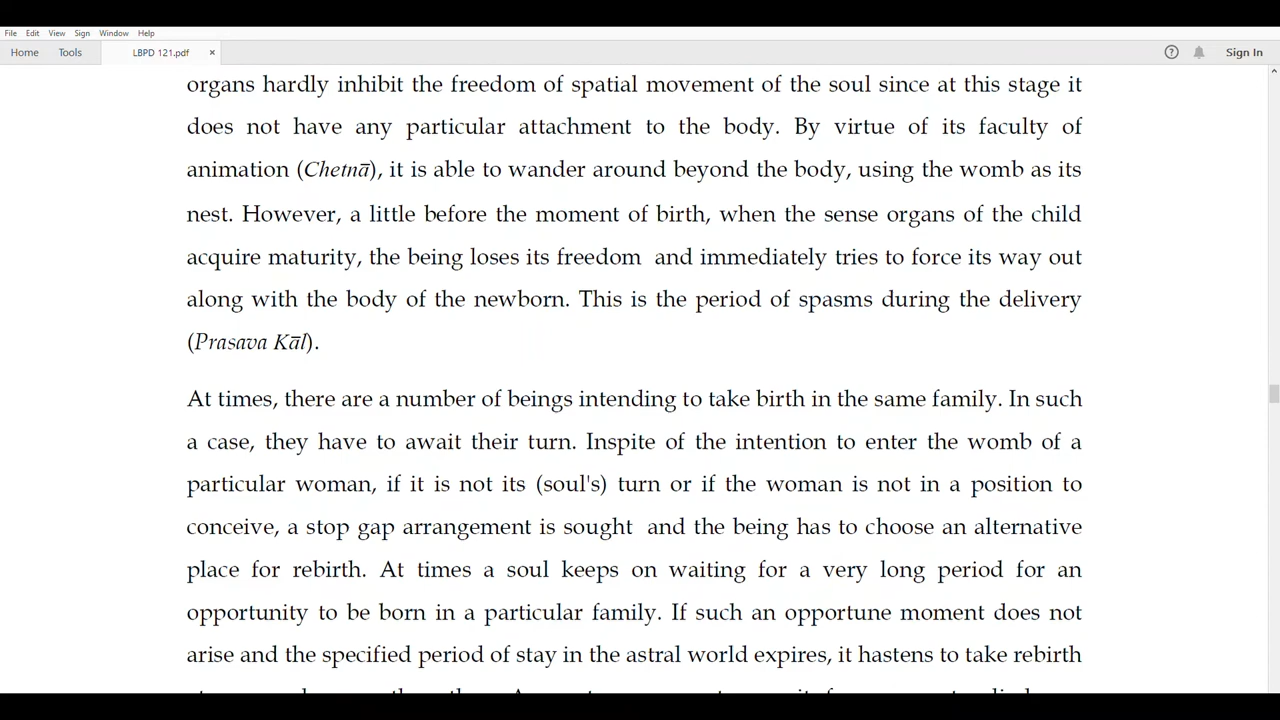 File Edit View Sign Window Help
Home Tools LBPD 121.pdf × Sign In
organs hardly inhibit the freedom of spatial movement of the soul since at this stage it
does not have any particular attachment to the body. By virtue of its faculty of
animation (Chetnā), it is able to wander around beyond the body, using the womb as its
nest. However, a little before the moment of birth, when the sense organs of the child
acquire maturity, the being loses its freedom and immediately tries to force its way out
along with the body of the newborn. This is the period of spasms during the delivery
(Prasava Kāl).
At times, there are a number of beings intending to take birth in the same family. In such
a case, they have to await their turn. Inspite of the intention to enter the womb of a
particular woman, if it is not its (soul's) turn or if the woman is not in a position to
conceive, a stop gap arrangement is sought and the being has to choose an alternative
place for rebirth. At times a soul keeps on waiting for a very long period for an
opportunity to be born in a particular family. If such an opportune moment does not
arise and the specified period of stay in the astral world expires, it hastens to take rebirth